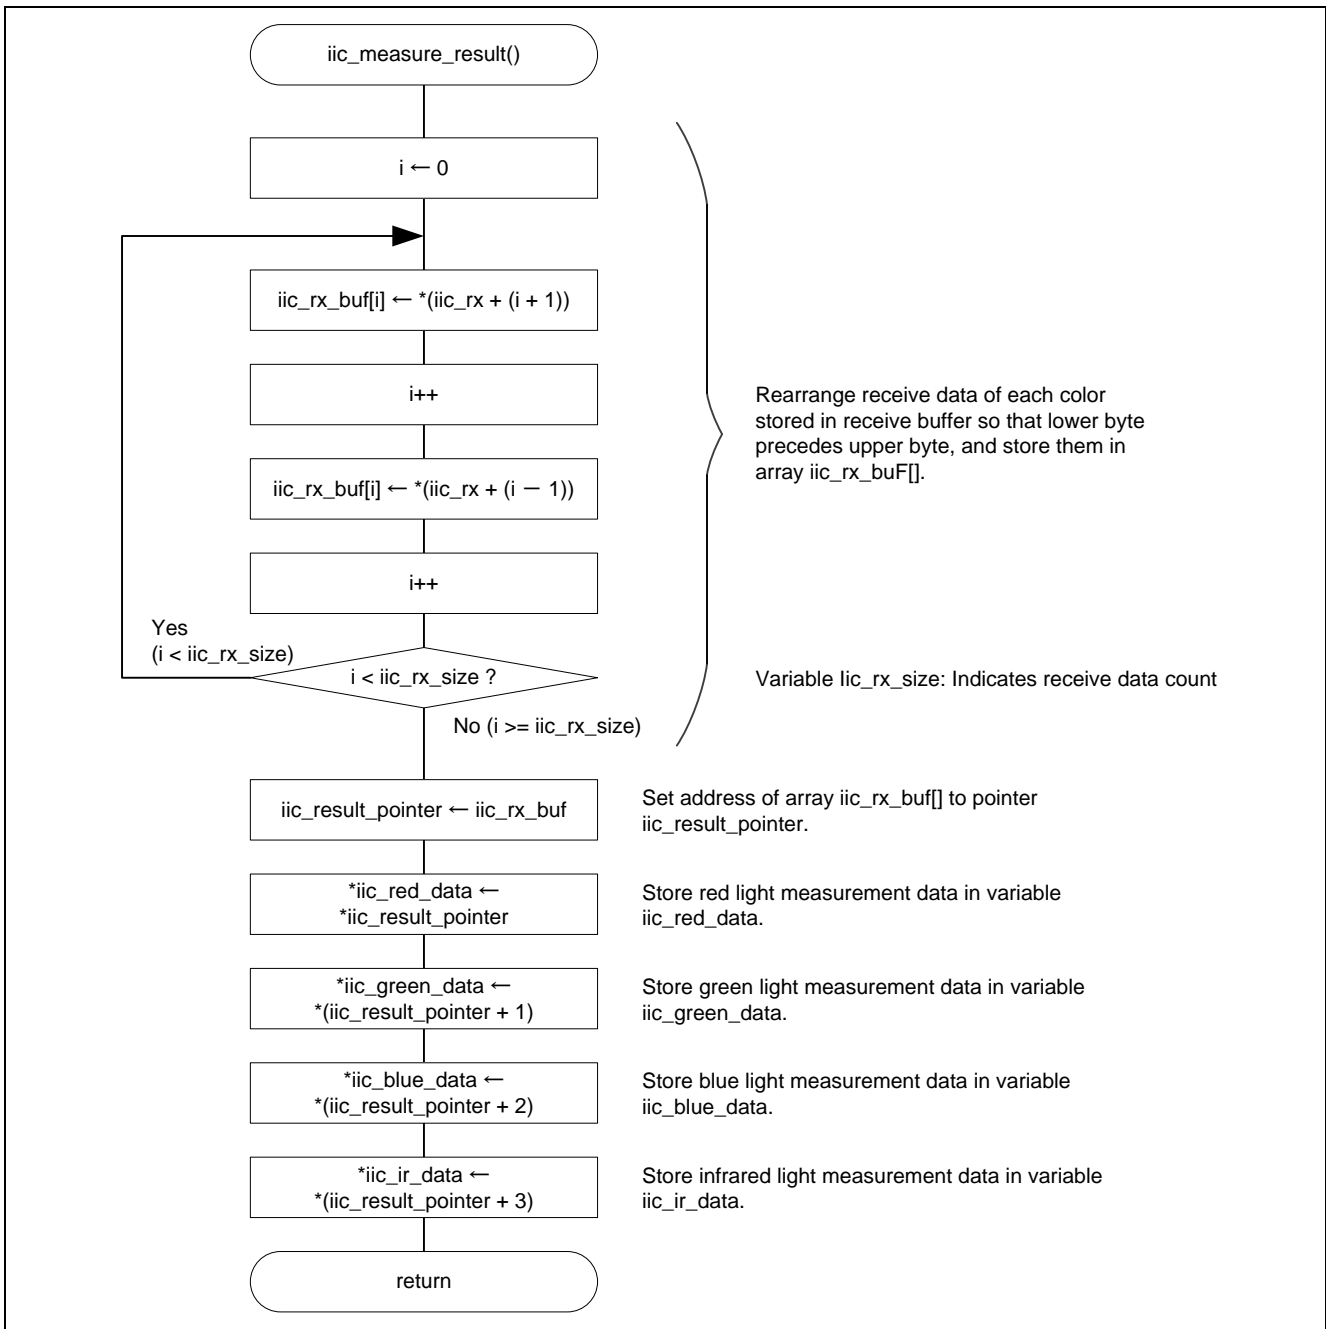 iic_measure_result()
i ← 0
iic_rx_buf[i] ← *(iic_rx + (i + 1))
i++
Rearrange receive data of each color
stored in receive buffer so that lower byte
precedes upper byte, and store them in
array iic_rx_buF[].
iic_rx_buf[i] ← *(iic_rx + (i － 1))
i++
Yes
(i < iic_rx_size)
i < iic_rx_size ?
Variable Iic_rx_size: Indicates receive data count
No (i >= iic_rx_size)
iic_result_pointer ← iic_rx_buf
Set address of array iic_rx_buf[] to pointer
iic_result_pointer.
*iic_red_data ←
*iic_result_pointer
Store red light measurement data in variable
iic_red_data.
*iic_green_data ←
*(iic_result_pointer + 1)
Store green light measurement data in variable
iic_green_data.
*iic_blue_data ←
*(iic_result_pointer + 2)
Store blue light measurement data in variable
iic_blue_data.
*iic_ir_data ←
*(iic_result_pointer + 3)
Store infrared light measurement data in variable
iic_ir_data.
return